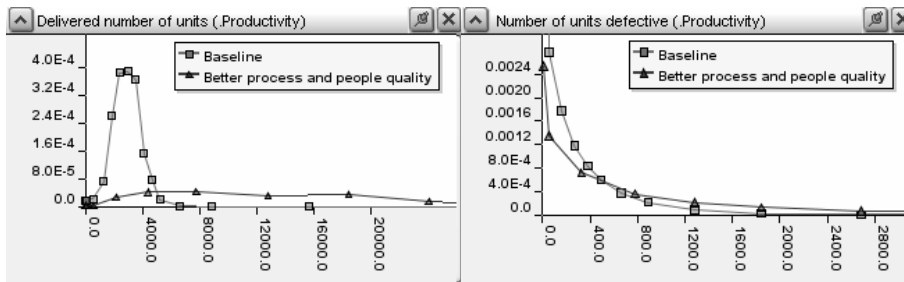 Delivered number of units (.Productivity)
Baseline
Better process and people quality
4.0E-4
3.2E-4
2.4E-4
1.6E-4
8.0E-5
0.0
0.0
4000.0
8000.0
12000.0
16000.0
20000.0
Number of units defective (.Productivity)
Baseline
Better process and people quality
0.0024
0.0020
0.0016
0.0012
8.0E-4
4.0E-4
0.0
0.0
400.0
800.0
1200.0
1600.0
2000.0
2400.0
2800.0